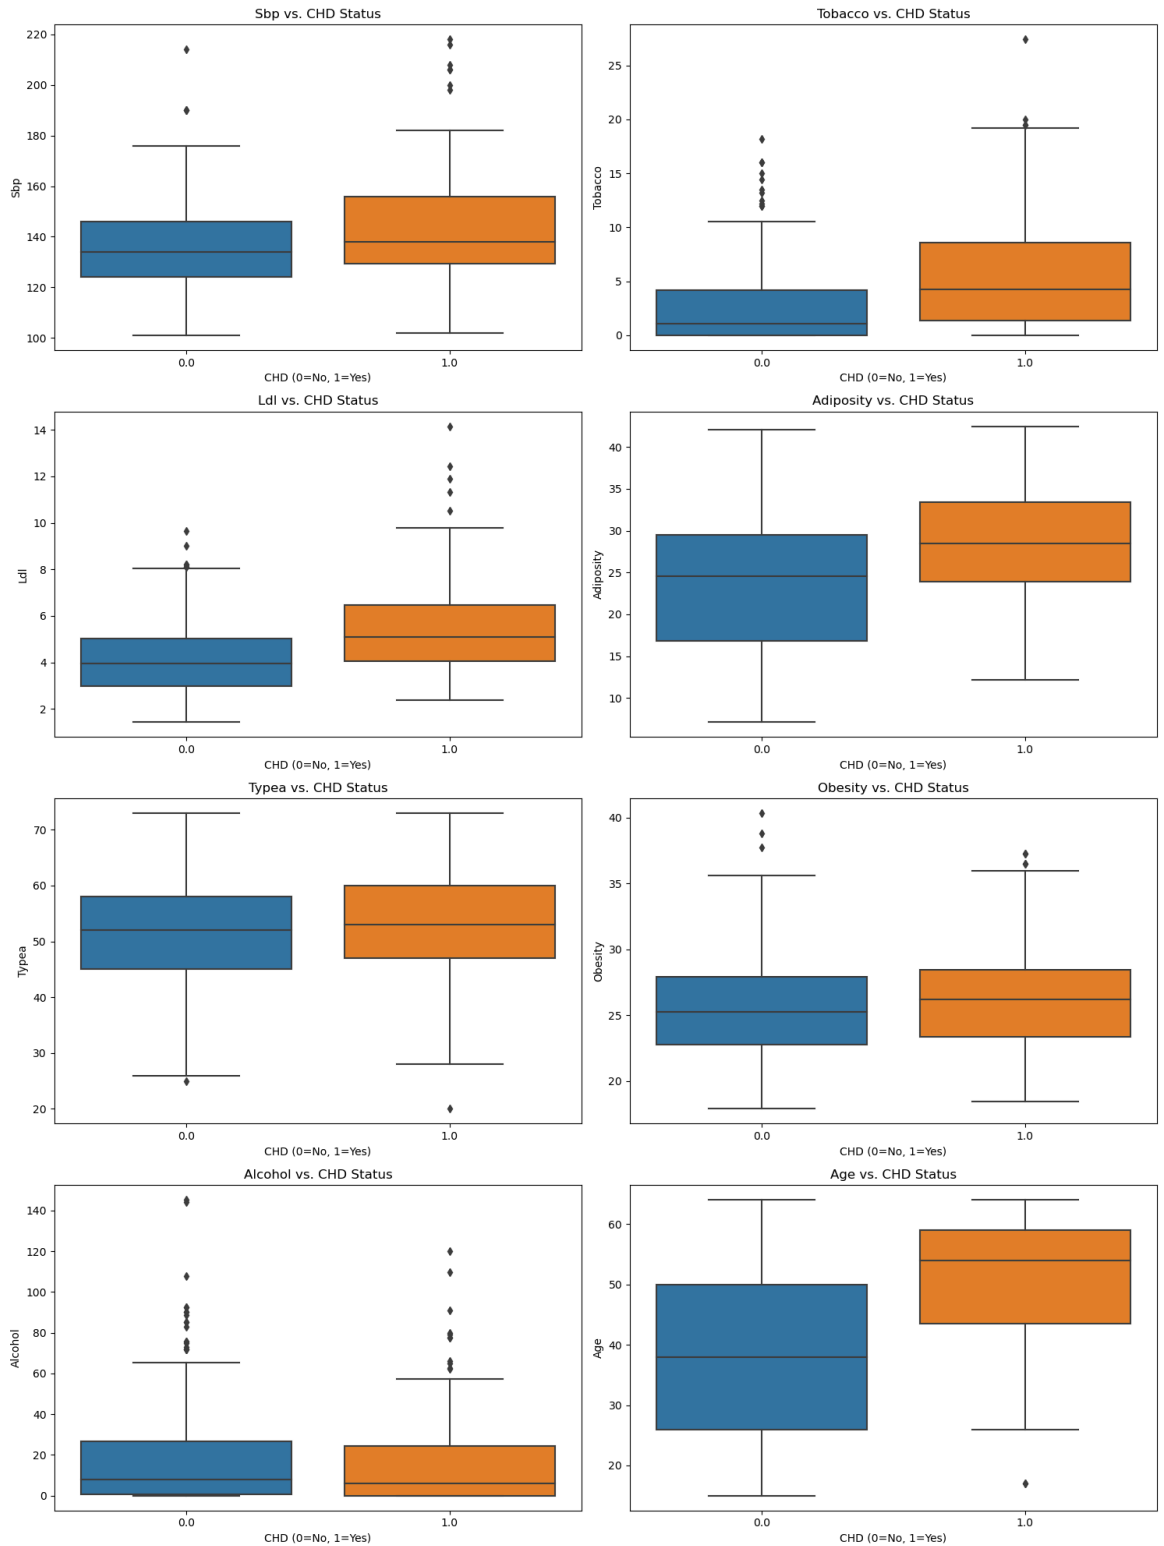 Sbp vs. CHD Status
220
200
180
160
140
120
100
Sbp
0.0
1.0
CHD (0=No, 1=Yes)
Tobacco vs. CHD Status
25
20
15
10
5
0
Tobacco
0.0
1.0
CHD (0=No, 1=Yes)
Ldl vs. CHD Status
14
12
10
8
6
4
2
Ldl
0.0
1.0
CHD (0=No, 1=Yes)
Adiposity vs. CHD Status
40
35
30
25
20
15
10
Adiposity
0.0
1.0
CHD (0=No, 1=Yes)
Typea vs. CHD Status
70
60
50
40
30
20
Typea
0.0
1.0
CHD (0=No, 1=Yes)
Obesity vs. CHD Status
40
35
30
25
20
Obesity
0.0
1.0
CHD (0=No, 1=Yes)
Alcohol vs. CHD Status
140
120
100
80
60
40
20
0
Alcohol
0.0
1.0
CHD (0=No, 1=Yes)
Age vs. CHD Status
60
50
40
30
20
Age
0.0
1.0
CHD (0=No, 1=Yes)